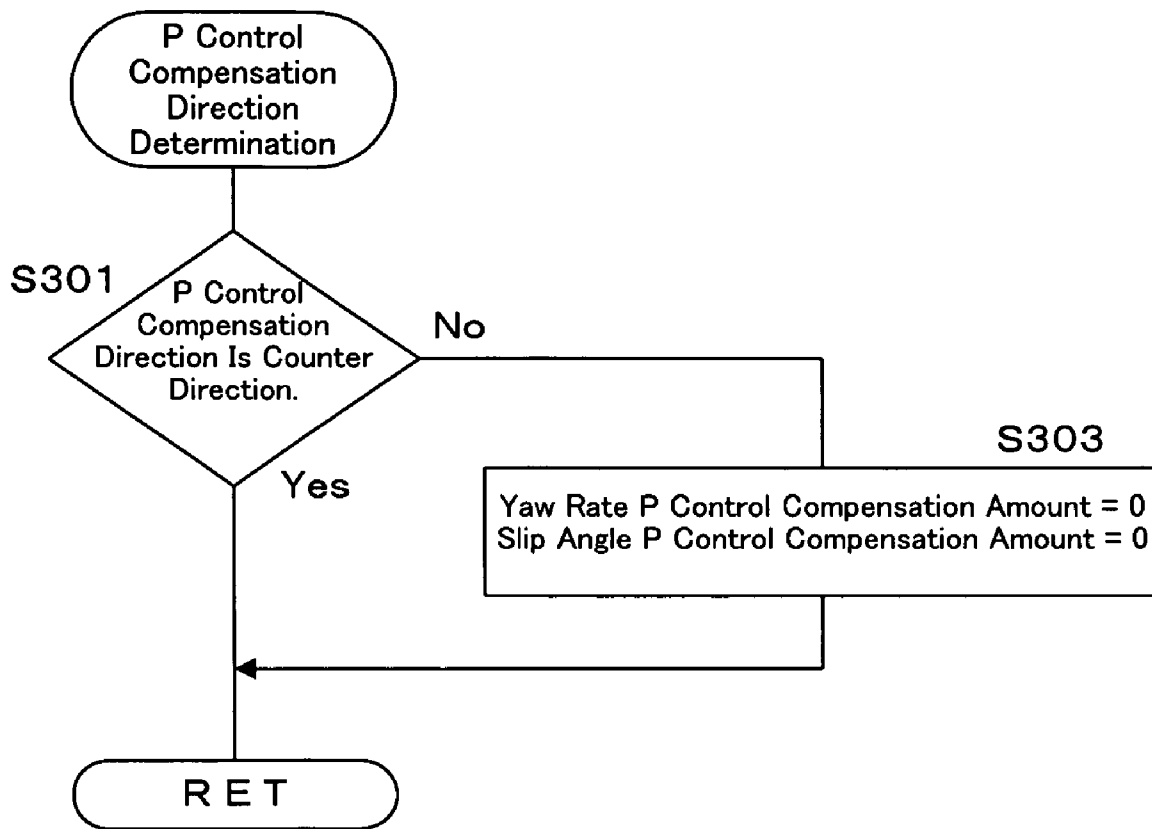 P Control
Compensation
Direction
Determination
S301
P Control
Compensation
Direction Is Counter
Direction.
No
Yes
S303
Yaw Rate P Control Compensation Amount = 0
Slip Angle P Control Compensation Amount = 0
RET